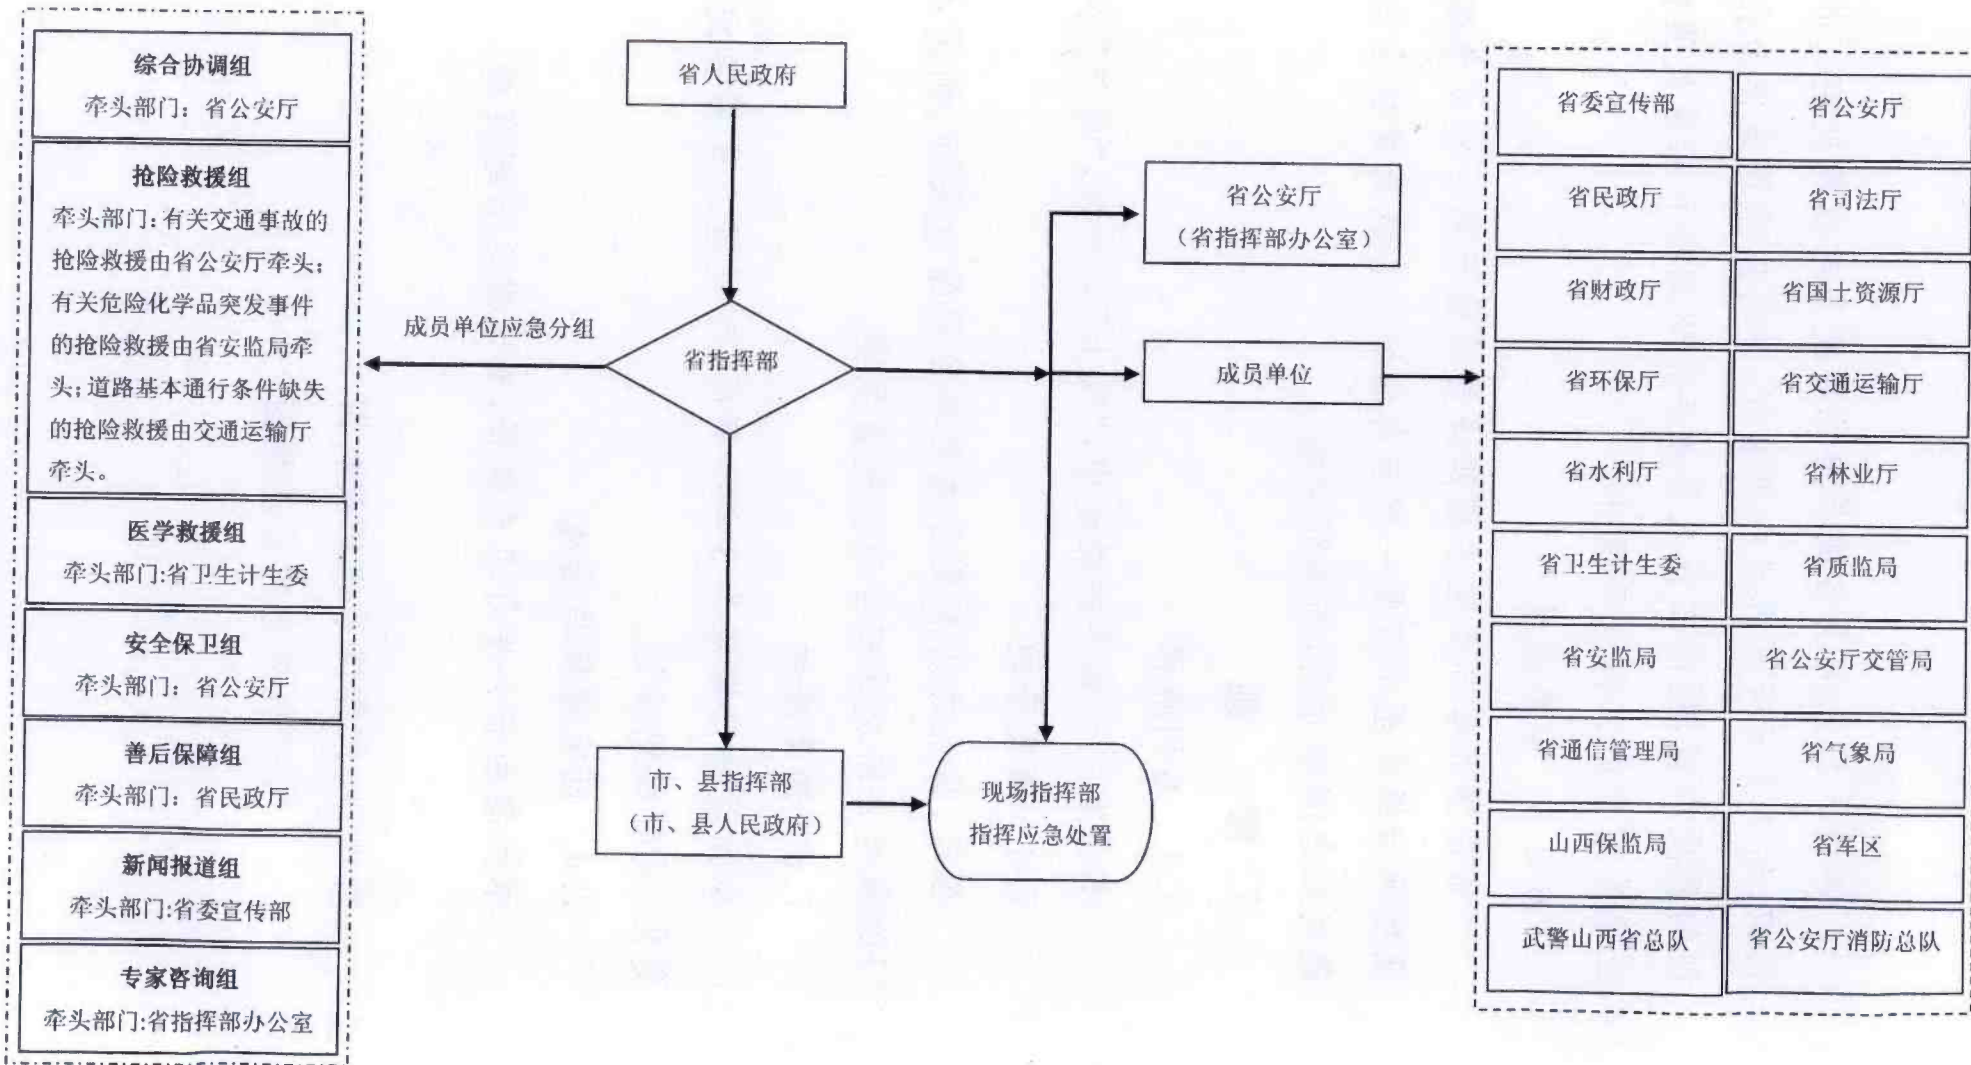 综合协调组
牵头部门：省公安厅
抢险救援组
牵头部门:有关交通事故的
抢险救援由省公安厅牵头;
有关危险化学品突发事件
的抢险救援由省安监局牵
头;道路基本通行条件缺失
的抢险救援由交通运输厅
牵头。
医学救援组
牵头部门:省卫生计生委
安全保卫组
牵头部门：省公安厅
善后保障组
牵头部门：省民政厅
新闻报道组
牵头部门:省委宣传部
专家咨询组
牵头部门:省指挥部办公室
成员单位应急分组
省人民政府
省指挥部
市、县指挥部
（市、县人民政府）
现场指挥部
指挥应急处置
省公安厅
（省指挥部办公室）
成员单位
省委宣传部 省公安厅
省民政厅 省司法厅
省财政厅 省国土资源厅
省环保厅 省交通运输厅
省水利厅 省林业厅
省卫生计生委 省质监局
省安监局 省公安厅交管局
省通信管理局 省气象局
山西保监局 省军区
武警山西省总队 省公安厅消防总队